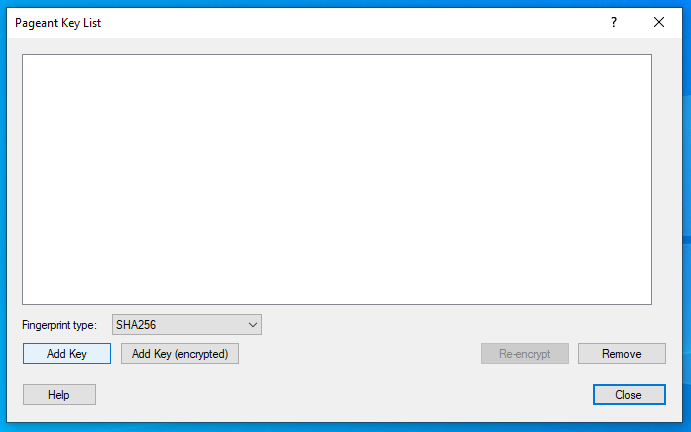 Pageant Key List
?
Fingerprint type: SHA256
Add Key Add Key (encrypted) Re-encrypt Remove
Help Close